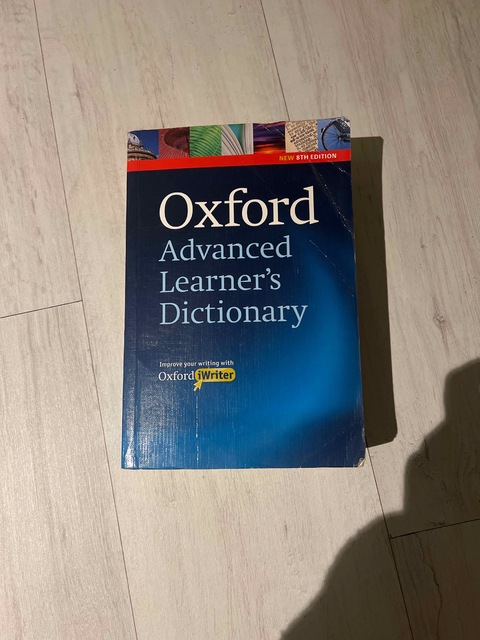 NEW 8TH EDITION
Oxford
Advanced
Learner's
Dictionary
Improve your writing with
Oxford iWriter